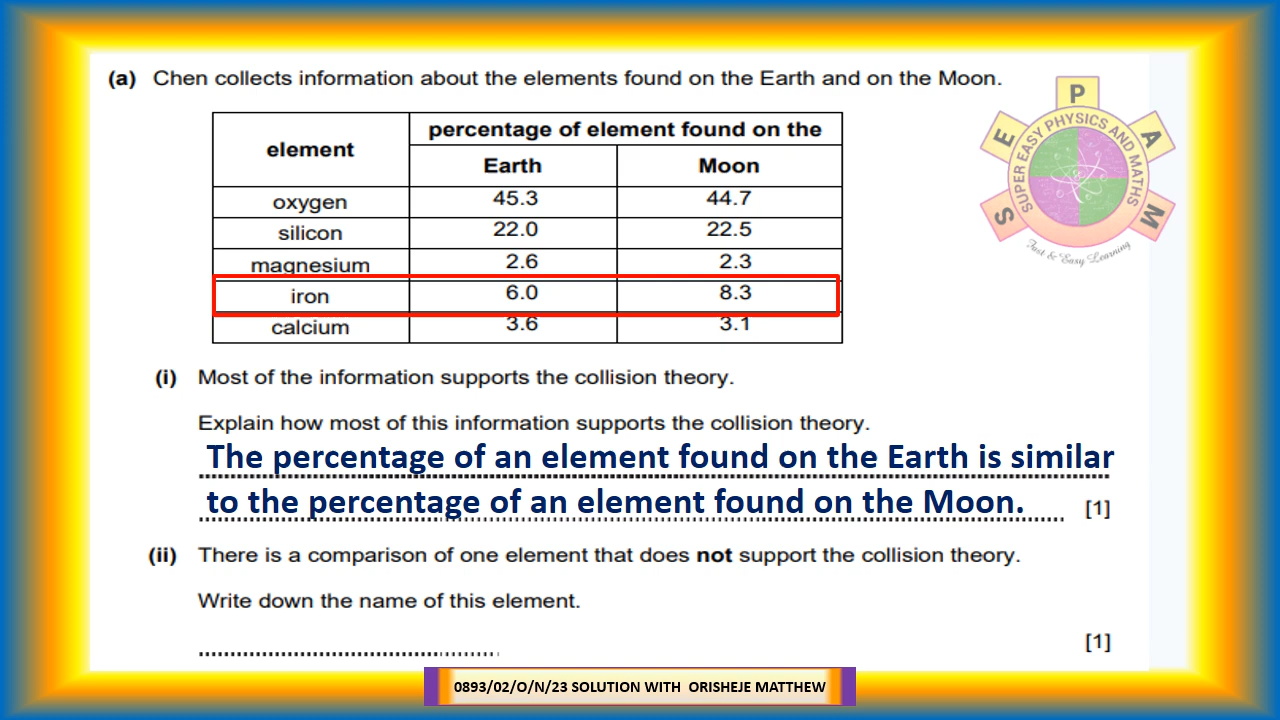 (a) Chen collects information about the elements found on the Earth and on the Moon.
element percentage of element found on the
Earth Moon
oxygen 45.3 44.7
silicon 22.0 22.5
magnesium 2.6 2.3
iron 6.0 8.3
calcium 3.6 3.1
S E P A M
SUPER EASY PHYSICS AND MATHS
Fast & Easy Learning
(i) Most of the information supports the collision theory.
Explain how most of this information supports the collision theory.
The percentage of an element found on the Earth is similar
to the percentage of an element found on the Moon. [1]
(ii) There is a comparison of one element that does not support the collision theory.
Write down the name of this element.
[1]
0893/02/O/N/23 SOLUTION WITH ORISHEJE MATTHEW